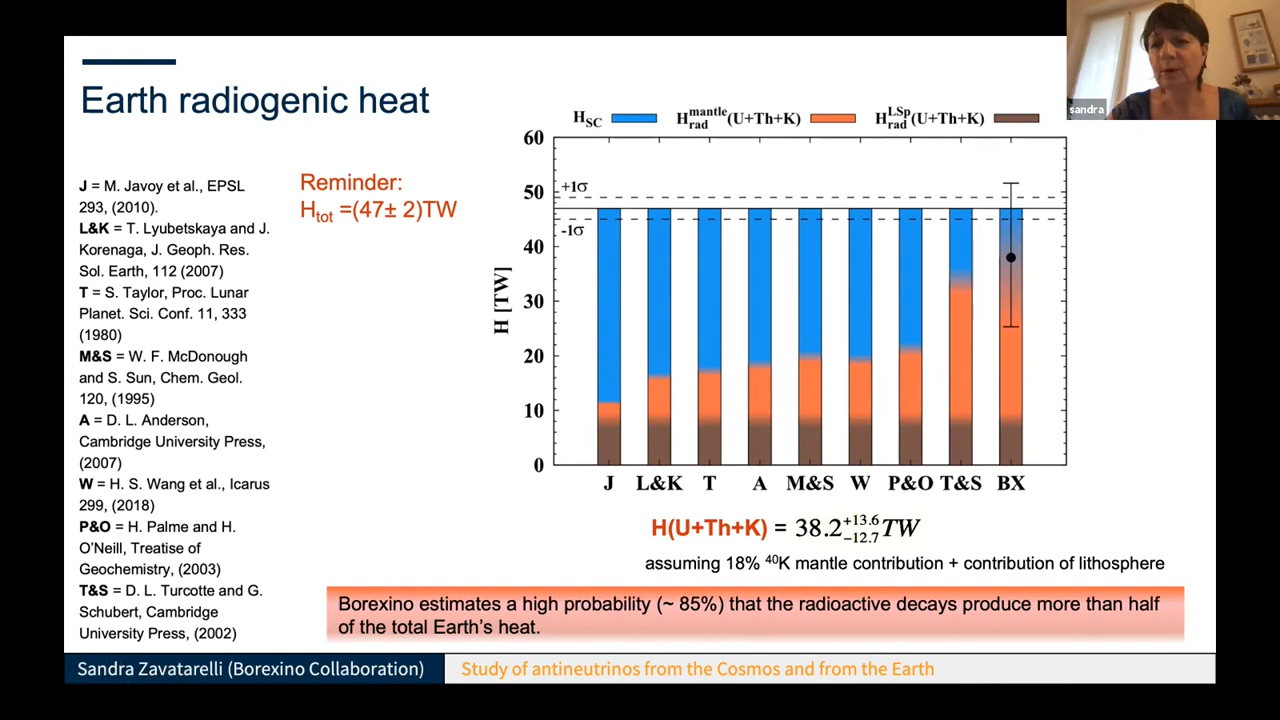 sandra
Earth radiogenic heat
J = M. Javoy et al., EPSL
293, (2010).
L&K = T. Lyubetskaya and J.
Korenaga, J. Geoph. Res.
Sol. Earth, 112 (2007)
T = S. Taylor, Proc. Lunar
Planet. Sci. Conf. 11, 333
(1980)
M&S = W. F. McDonough
and S. Sun, Chem. Geol.
120, (1995)
A = D. L. Anderson,
Cambridge University Press,
(2007)
W = H. S. Wang et al., Icarus
299, (2018)
P&O = H. Palme and H.
O’Neill, Treatise of
Geochemistry, (2003)
T&S = D. L. Turcotte and G.
Schubert, Cambridge
University Press, (2002)
Reminder:
Htot =(47± 2)TW
HSC Hmantle rad (U+Th+K) HLSp rad (U+Th+K)
H [TW]
60
50
40
30
20
10
0
+1σ
-1σ
J L&K T A M&S W P&O T&S BX
H(U+Th+K) = 38.2 +13.6 −12.7 TW
assuming 18% 40K mantle contribution + contribution of lithosphere
Borexino estimates a high probability (~ 85%) that the radioactive decays produce more than half
of the total Earth’s heat.
Sandra Zavatarelli (Borexino Collaboration)
Study of antineutrinos from the Cosmos and from the Earth